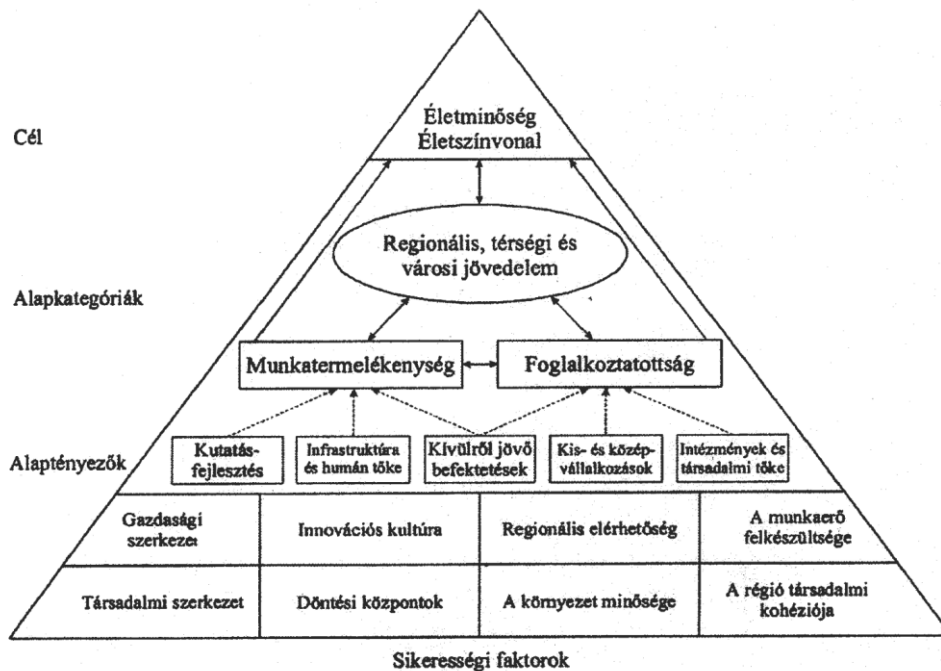 Cél
Életminőség
Életszínvonal
Regionális, térségi és
városi jövedelem
Alapkategóriák
Munkatermelékenység
Foglalkoztatottság
Alaptényezők
Kutatás-
fejlesztés
Infrastruktúra
és humán tőke
Kívülről jövő
befektetések
Kis- és közép-
vállalkozások
Intézmények és
társadalmi tőke
Gazdasági
szerkezet
Innovációs kultúra
Regionális elérhetőség
A munkaerő
felkészültsége
Társadalmi szerkezet
Döntési központok
A környezet minősége
A régió társadalmi
kohéziója
Sikerességi faktorok